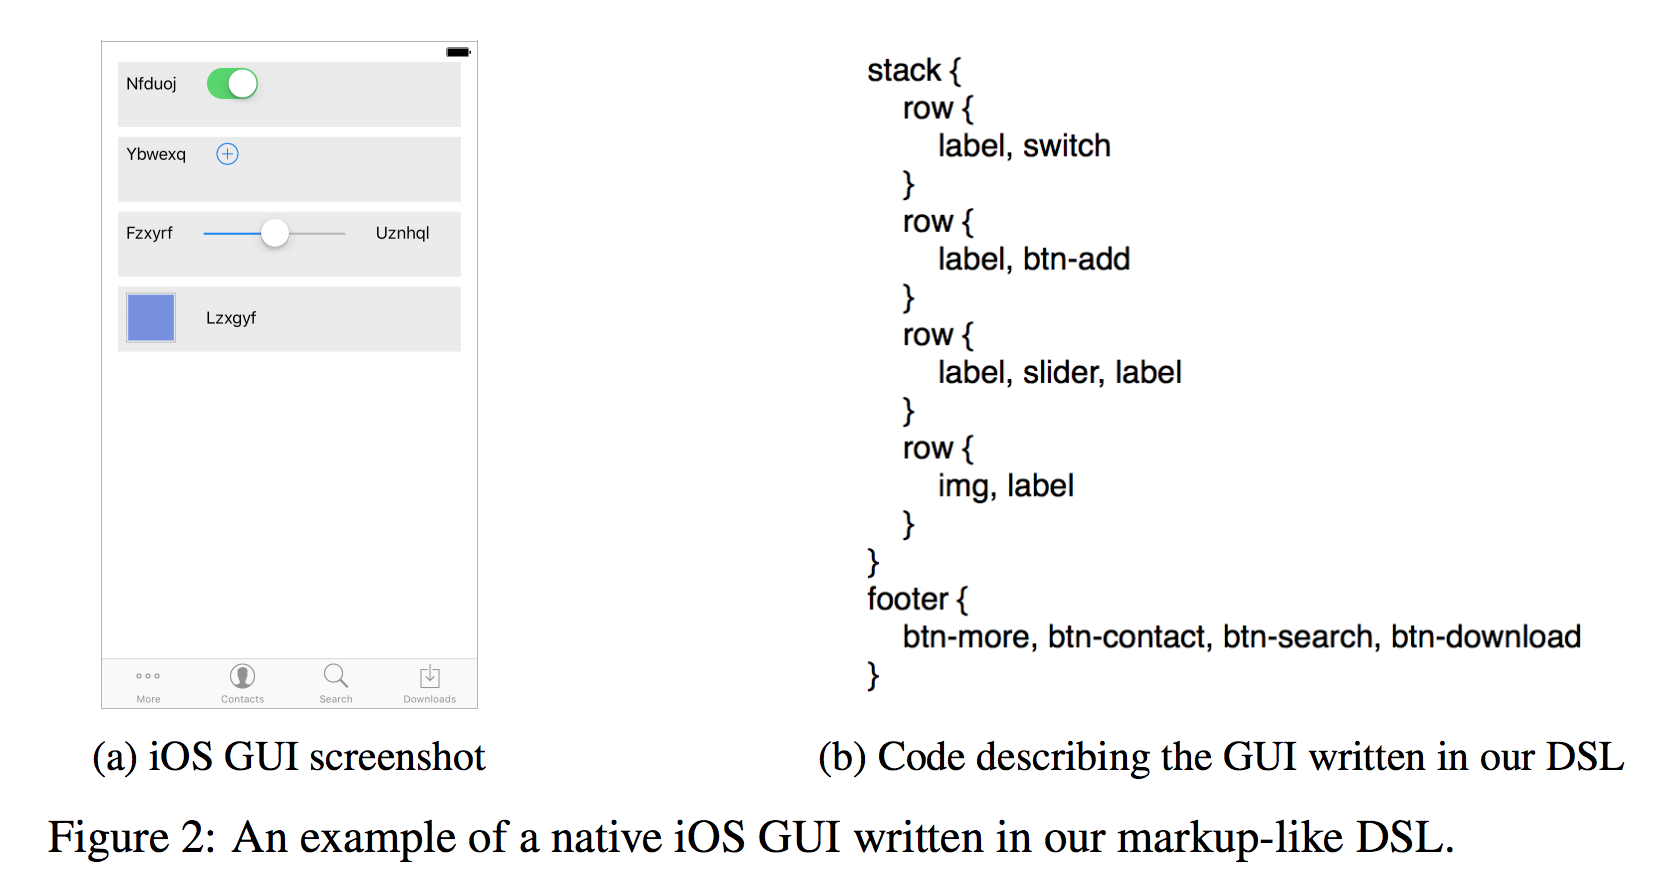 Nfduoj
Ybwexq
Fzxyrf Uznhql
Lzxgyf
More Contacts Search Downloads
(a) iOS GUI screenshot
stack {
row {
label, switch
}
row {
label, btn-add
}
row {
label, slider, label
}
row {
img, label
}
}
footer {
btn-more, btn-contact, btn-search, btn-download
}
(b) Code describing the GUI written in our DSL
Figure 2: An example of a native iOS GUI written in our markup-like DSL.